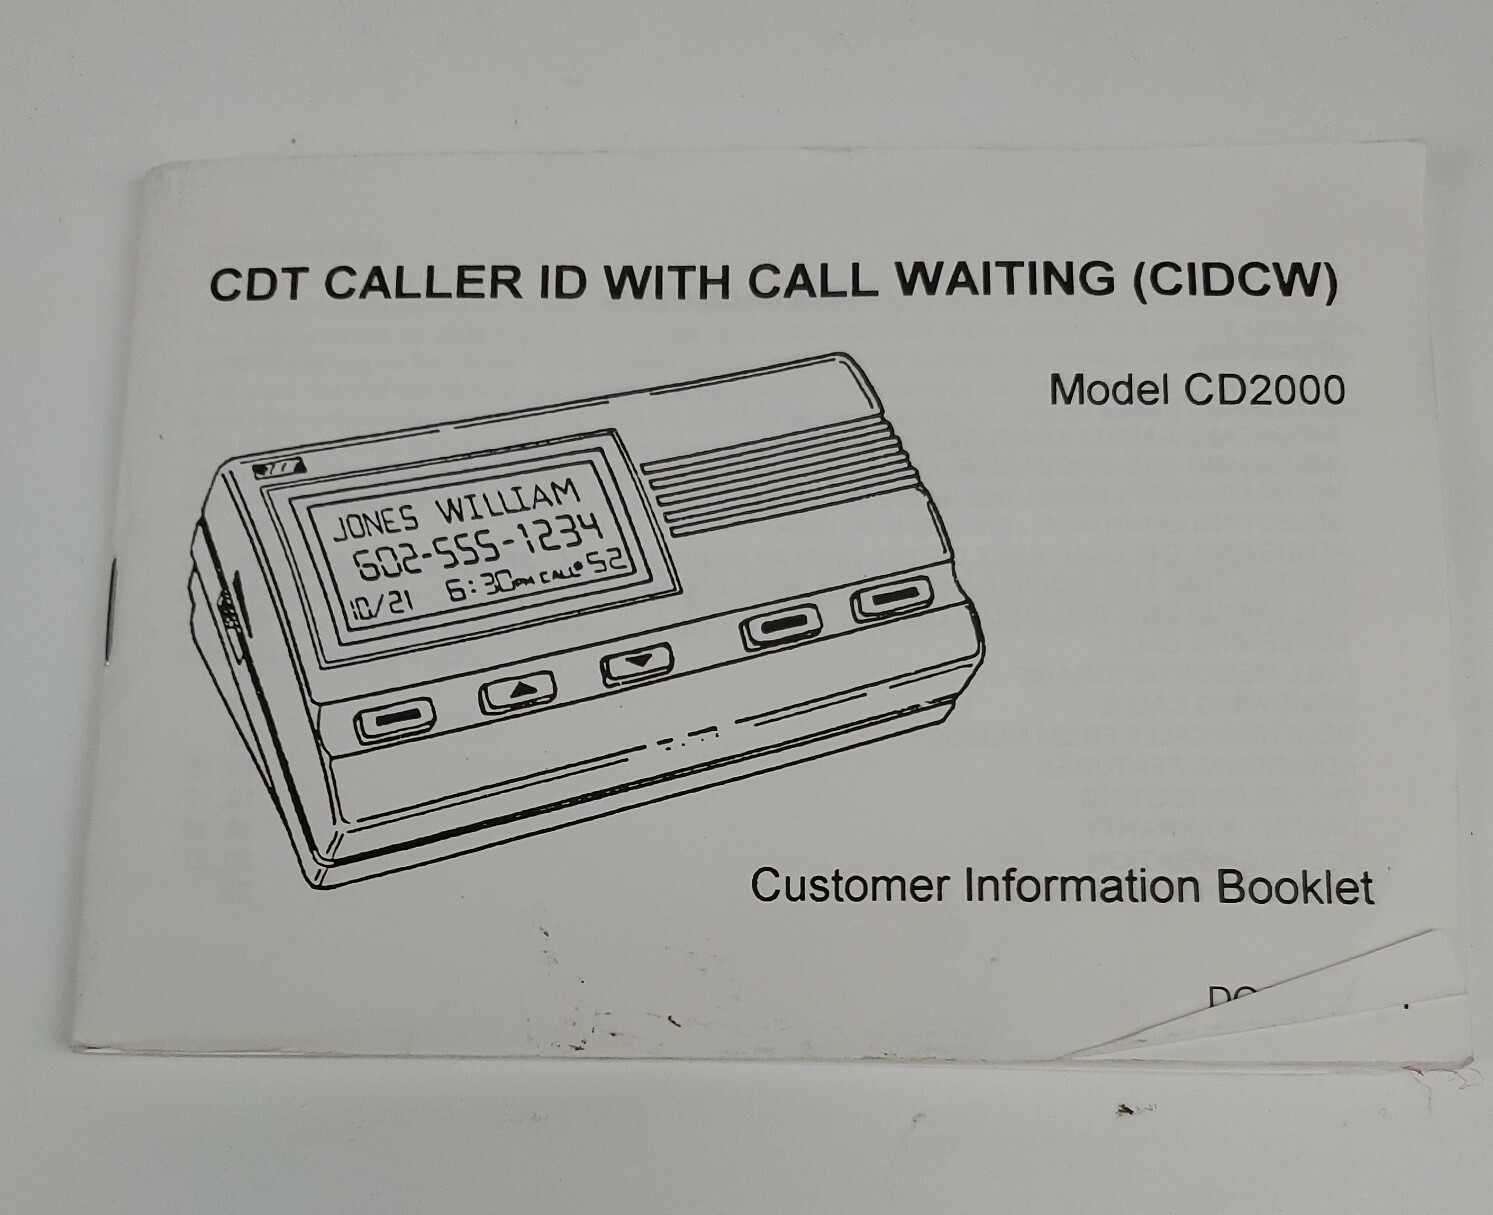 CDT CALLER ID WITH CALL WAITING (CIDCW)
Model CD2000
JONES WILLIAM
602-555-1234
10/21 6:30PM CALL# 52
Customer Information Booklet